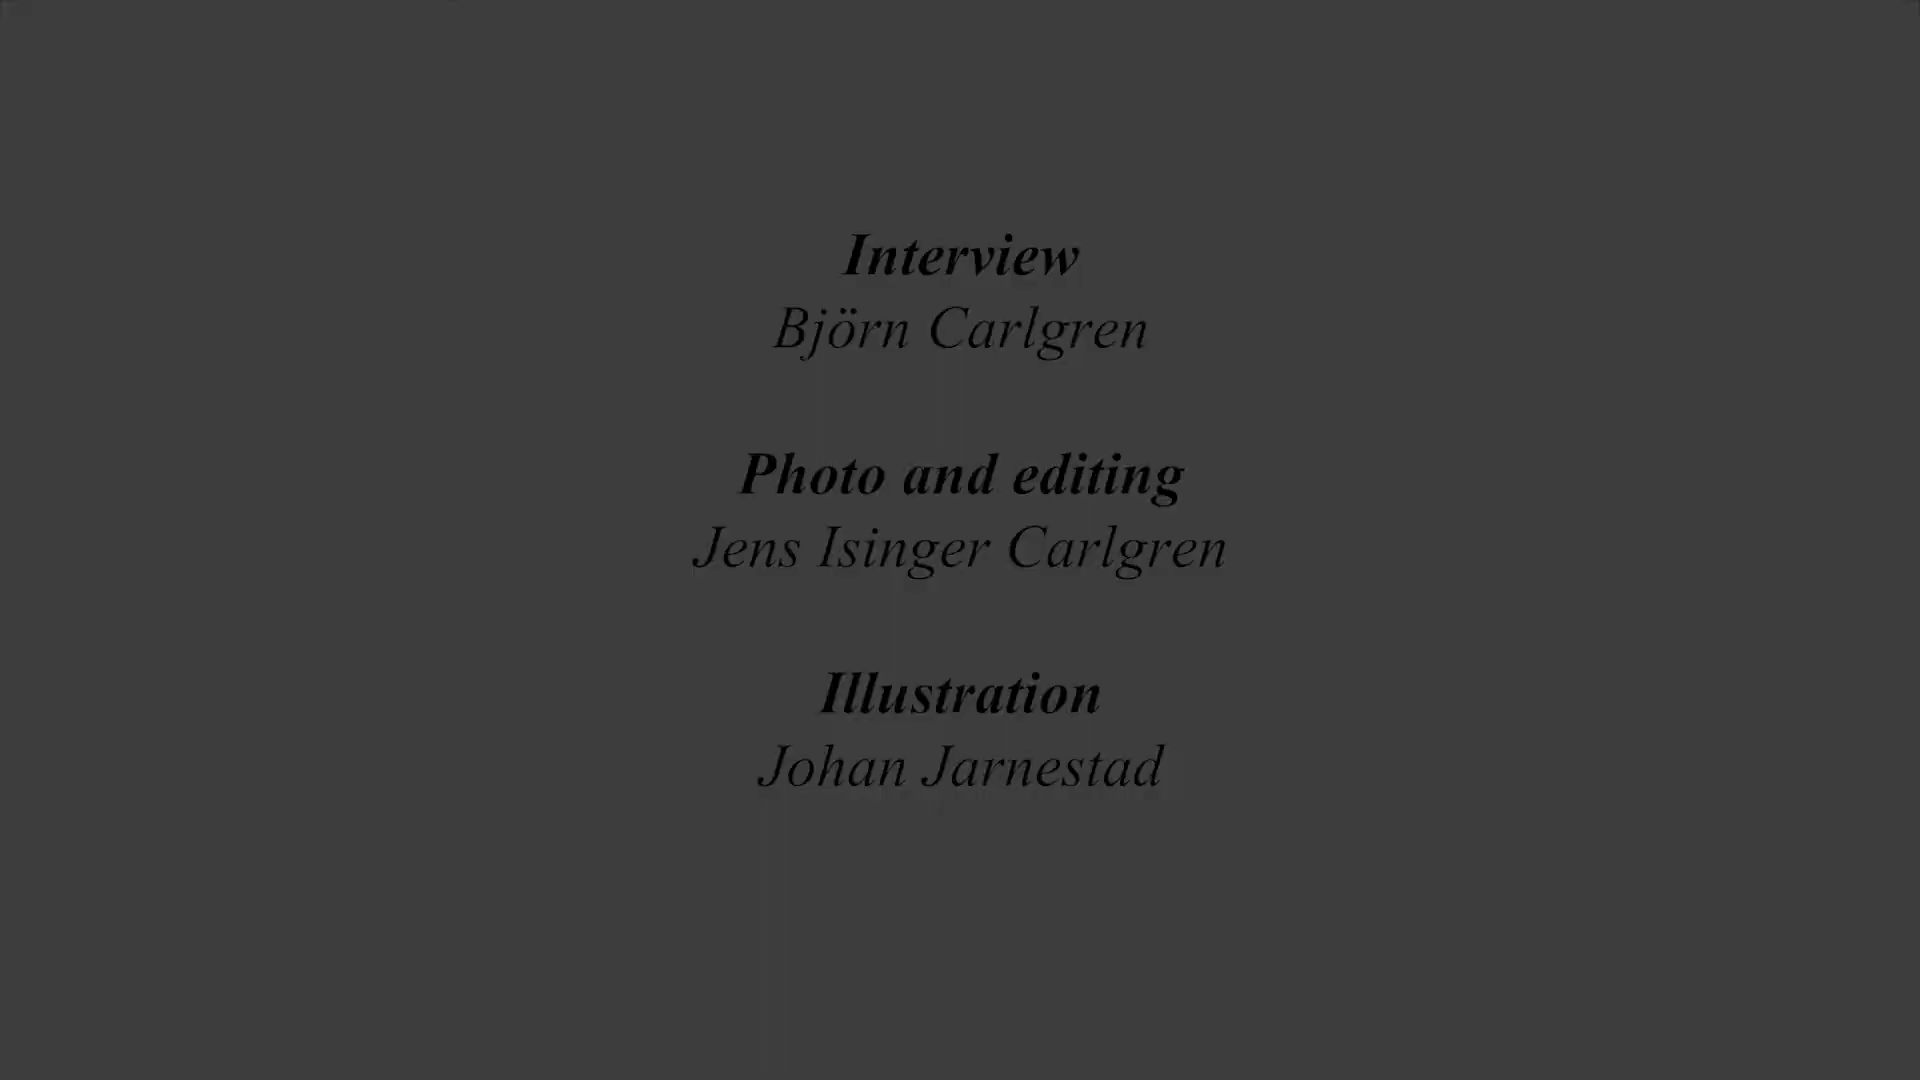 Interview
Björn Carlgren
Photo and editing
Jens Isinger Carlgren
Illustration
Johan Jarnestad